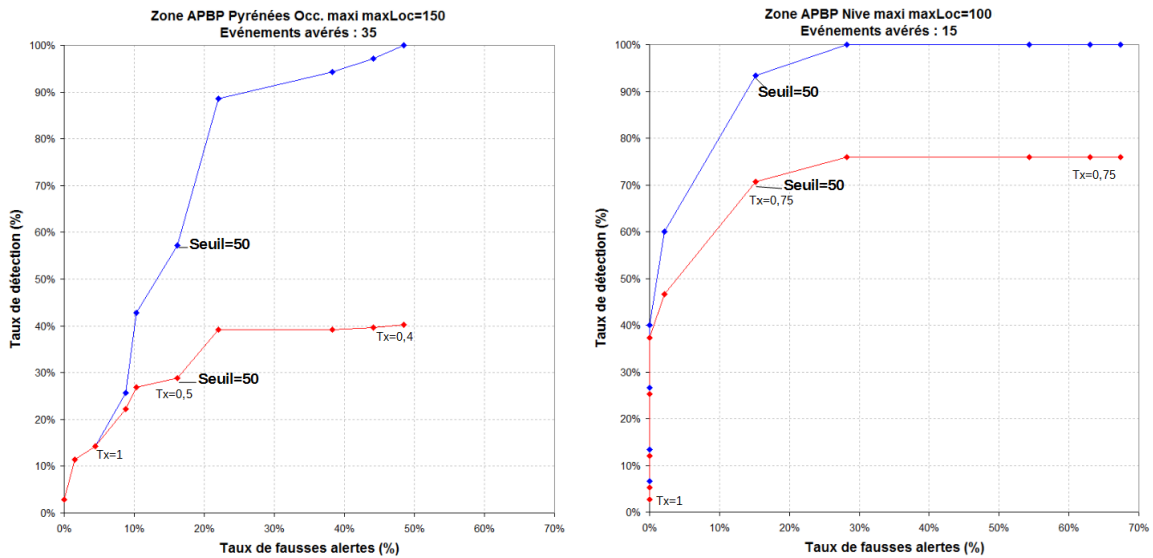 Zone APBP Pyrénées Occ. maxi maxLoc=150
Evénements avérés : 35
100%
90%
80%
70%
60%
50%
40%
30%
20%
10%
0%
Taux de détection (%)
Seuil=50
Seuil=50
Tx=0,4
Tx=0,5
Tx=1
0%
10%
20%
30%
40%
50%
60%
70%
Taux de fausses alertes (%)
Zone APBP Nive maxi maxLoc=100
Evénements avérés : 15
100%
90%
80%
70%
60%
50%
40%
30%
20%
10%
0%
Taux de détection (%)
Seuil=50
Seuil=50
Tx=0,75
Tx=0,75
Tx=1
0%
10%
20%
30%
40%
50%
60%
70%
Taux de fausses alertes (%)